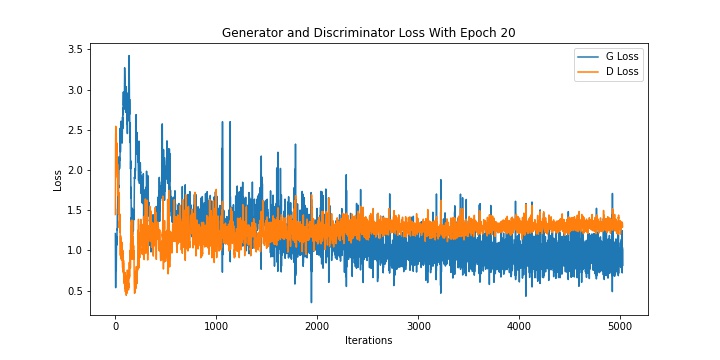 Generator and Discriminator Loss With Epoch 20
G Loss
D Loss
3.5
3.0
2.5
2.0
1.5
1.0
0.5
Loss
0
1000
2000
3000
4000
5000
Iterations